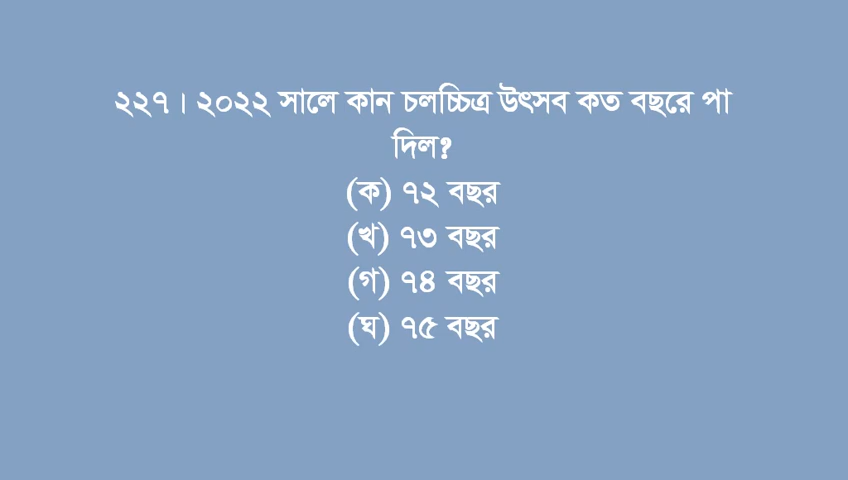 ২২৭। ২০২২ সালে কান চলচ্চিত্র উৎসব কত বছরে পা
দিল?
(ক) ৭২ বছর
(খ) ৭৩ বছর
(গ) ৭৪ বছর
(ঘ) ৭৫ বছর